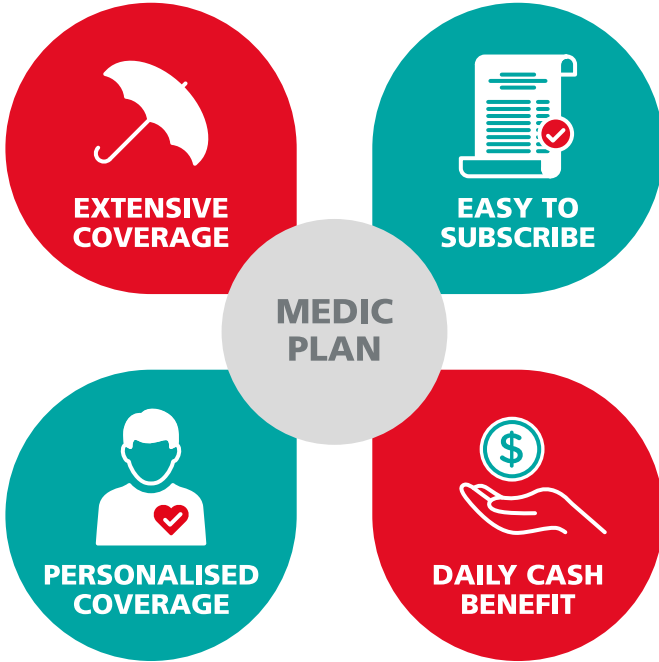 EXTENSIVE
COVERAGE
EASY TO
SUBSCRIBE
MEDIC
PLAN
PERSONALISED
COVERAGE
$
DAILY CASH
BENEFIT